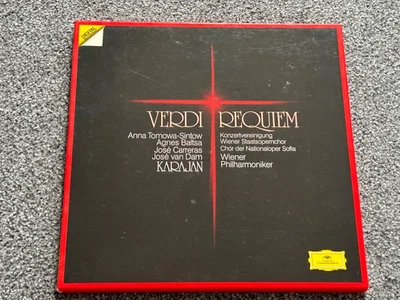 DIGITAL
VERDI REQUIEM
Anna Tomowa-Sintow
Agnes Baltsa
José Carreras
José van Dam
KARAJAN
Konzertvereinigung
Wiener Staatsopernchor
Chor der Nationaloper Sofia
Wiener
Philharmoniker